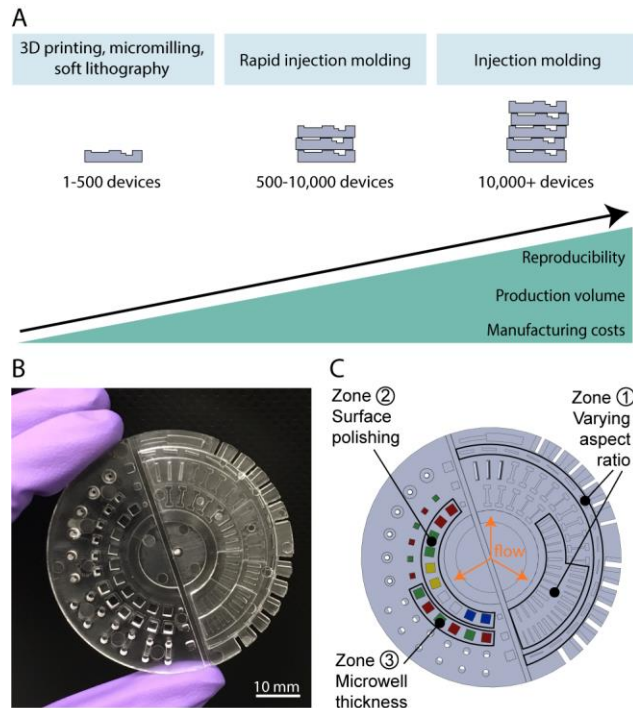 A
3D printing, micromilling,
soft lithography
Rapid injection molding
Injection molding
1-500 devices
500-10,000 devices
10,000+ devices
Reproducibility
Production volume
Manufacturing costs
B
10 mm
C
Zone ②
Surface
polishing
Zone ①
Varying
aspect
ratio
flow
Zone ③
Microwell
thickness